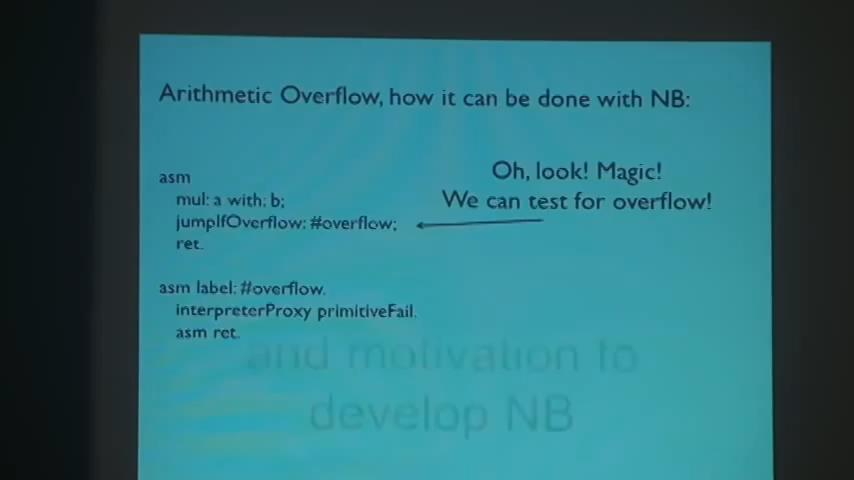 Arithmetic Overflow, how it can be done with NB:
asm
mul: a with: b;
jumpIfOverflow: #overflow;
ret.
Oh, look! Magic!
We can test for overflow!
asm label: #overflow.
interpreterProxy primitiveFail.
asm ret.
and motivation to
develop NB